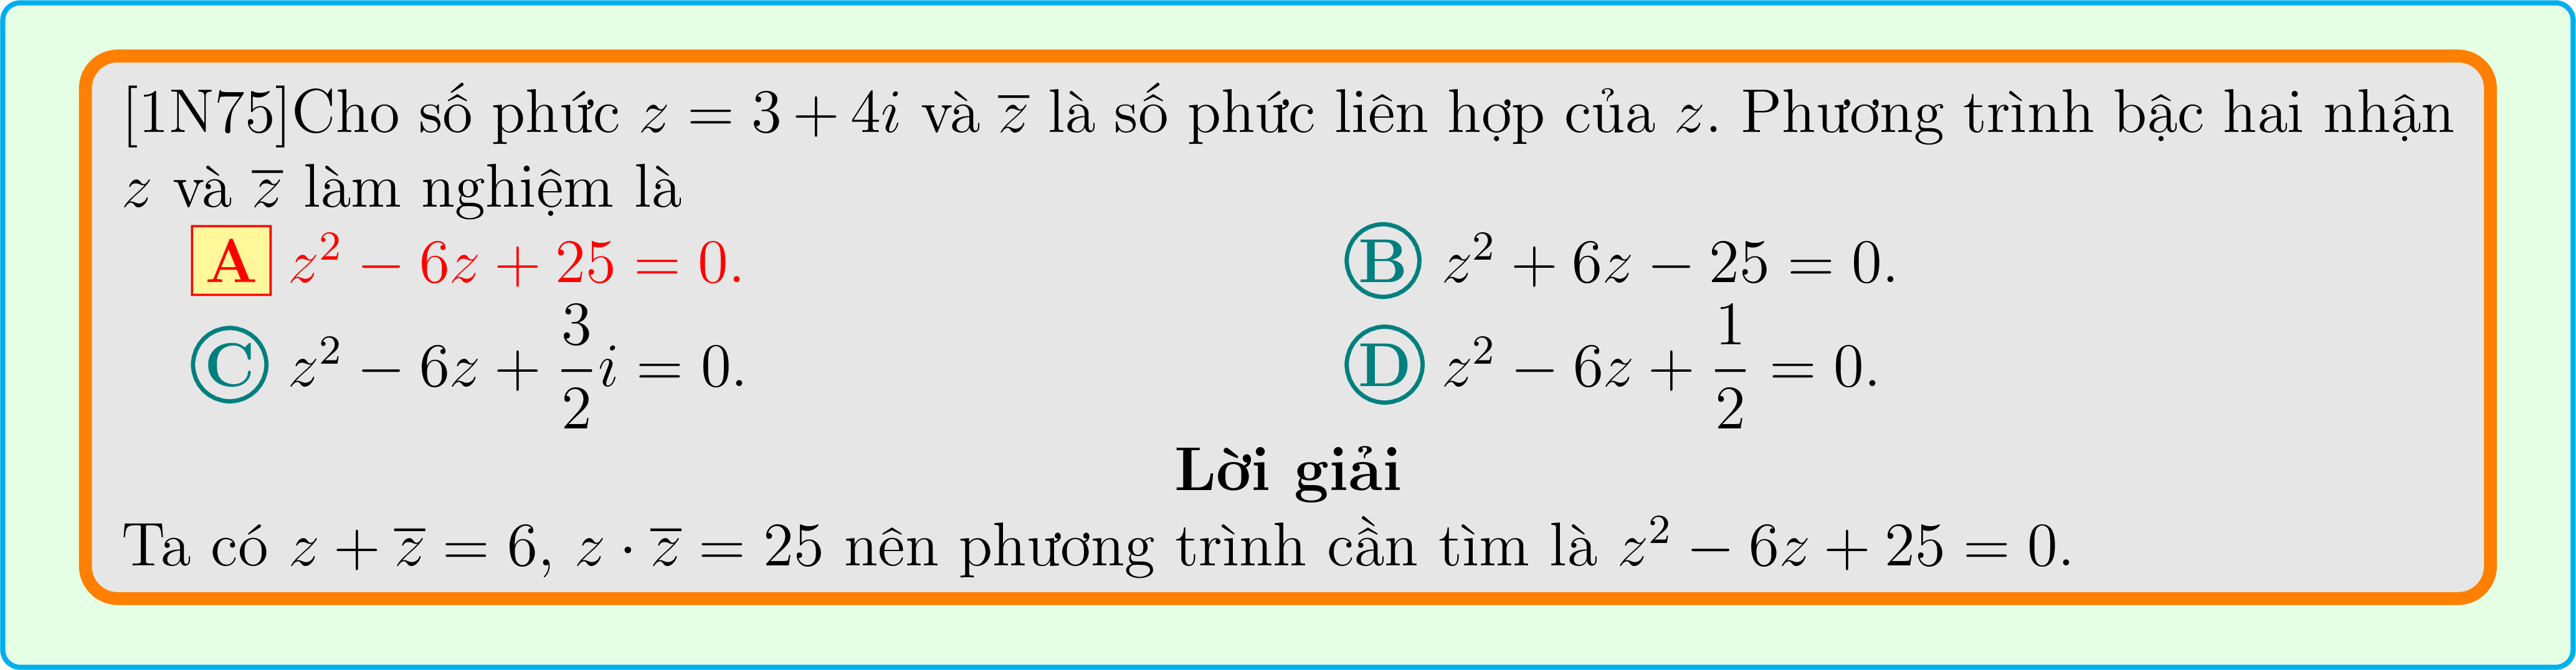 [1N75]Cho số phức $z = 3 + 4i$ và $\overline{z}$ là số phức liên hợp của $z$. Phương trình bậc hai nhận
$z$ và $\overline{z}$ làm nghiệm là
A $z^2 - 6z + 25 = 0.$ B $z^2 + 6z - 25 = 0.$
C $z^2 - 6z + \dfrac{3}{2}i = 0.$ D $z^2 - 6z + \dfrac{1}{2} = 0.$
Lời giải
Ta có $z + \overline{z} = 6$, $z \cdot \overline{z} = 25$ nên phương trình cần tìm là $z^2 - 6z + 25 = 0.$